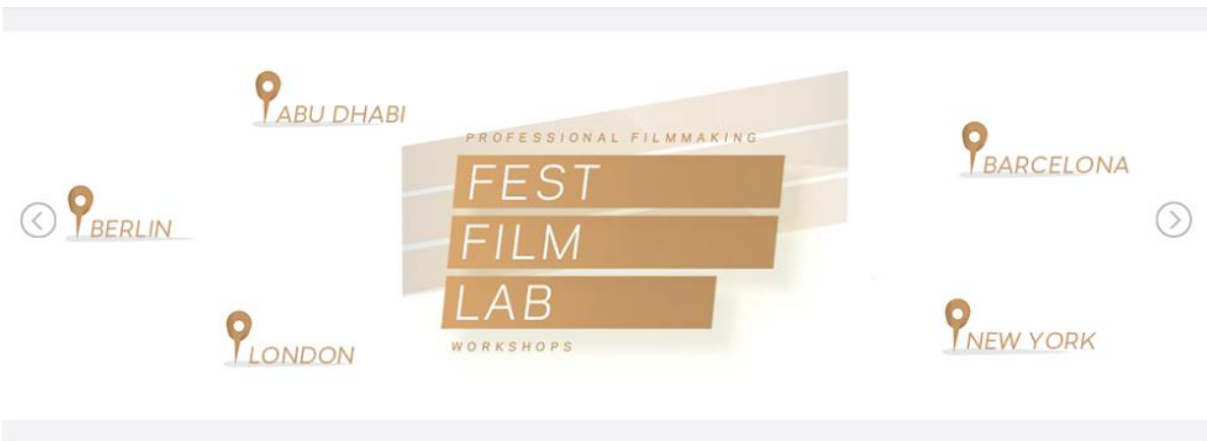 ABU DHABI
BERLIN
LONDON
PROFESSIONAL FILMMAKING
FEST
FILM
LAB
WORKSHOPS
BARCELONA
NEW YORK